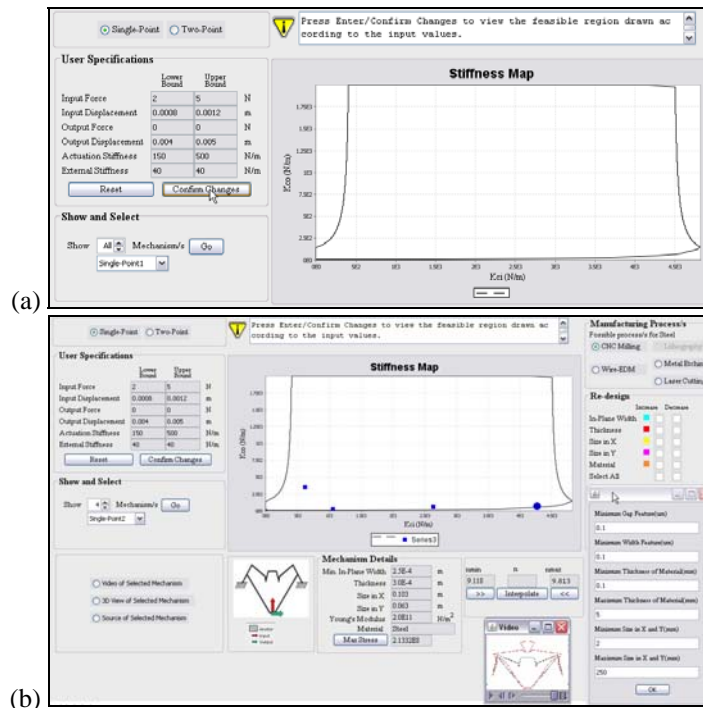 Single-Point Two-Point
Press Enter/Confirm Changes to view the feasible region drawn ac
cording to the input values.
User Specifications
Lower Bound Upper Bound
Input Force 2 5 N
Input Displacement 0.0008 0.0012 m
Output Force 0 0 N
Output Displacement 0.004 0.005 m
Actuation Stiffness 150 500 N/m
External Stiffness 40 40 N/m
Reset Confirm Changes
Show and Select
Show All Mechanism/s Go
Single-Point1
Stiffness Map
Kco (N/m)
Kci (N/m)
(a)
Single-Point Two-Point
Press Enter/Confirm Changes to view the feasible region drawn ac
cording to the input values.
User Specifications
Lower Bound Upper Bound
Input Force 2 5 N
Input Displacement 0.0008 0.0012 m
Output Force 0 0 N
Output Displacement 0.004 0.005 m
Actuation Stiffness 150 500 N/m
External Stiffness 40 40 N/m
Reset Confirm Changes
Show and Select
Show 4 Mechanism/s Go
Single-Point2
Stiffness Map
Kco (N/m)
Kci (N/m)
Series3
Manufacturing Process/s
Feasible process/s for Steel
CNC Milling
Wire-EDM
Metal Etching
Laser Cutting
Re-design
Increase Decrease
In-Plane Width
Thickness
Size in X
Size in Y
Material
Select All
Minimum Gap Feature(mm)
0.1
Minimum Width Feature(mm)
0.1
Minimum Thickness of Material(mm)
0.1
Maximum Thickness of Material(mm)
5
Minimum Size in X and Y(mm)
2
Maximum Size in X and Y(mm)
250
OK
Video of Selected Mechanism
3D View of Selected Mechanism
Source of Selected Mechanism
Mechanism Details
Min. In-Plane Width 2.5E-4 m
Thickness 3.0E-4 m
Size in X 0.103 m
Size in Y 0.063 m
Young's Modulus 2.0E11 N/m2
Material Steel
Max Stress 2.1332E8
nmin n nmax
9.118 9.813
>> Interpolate <<
Video
(b)